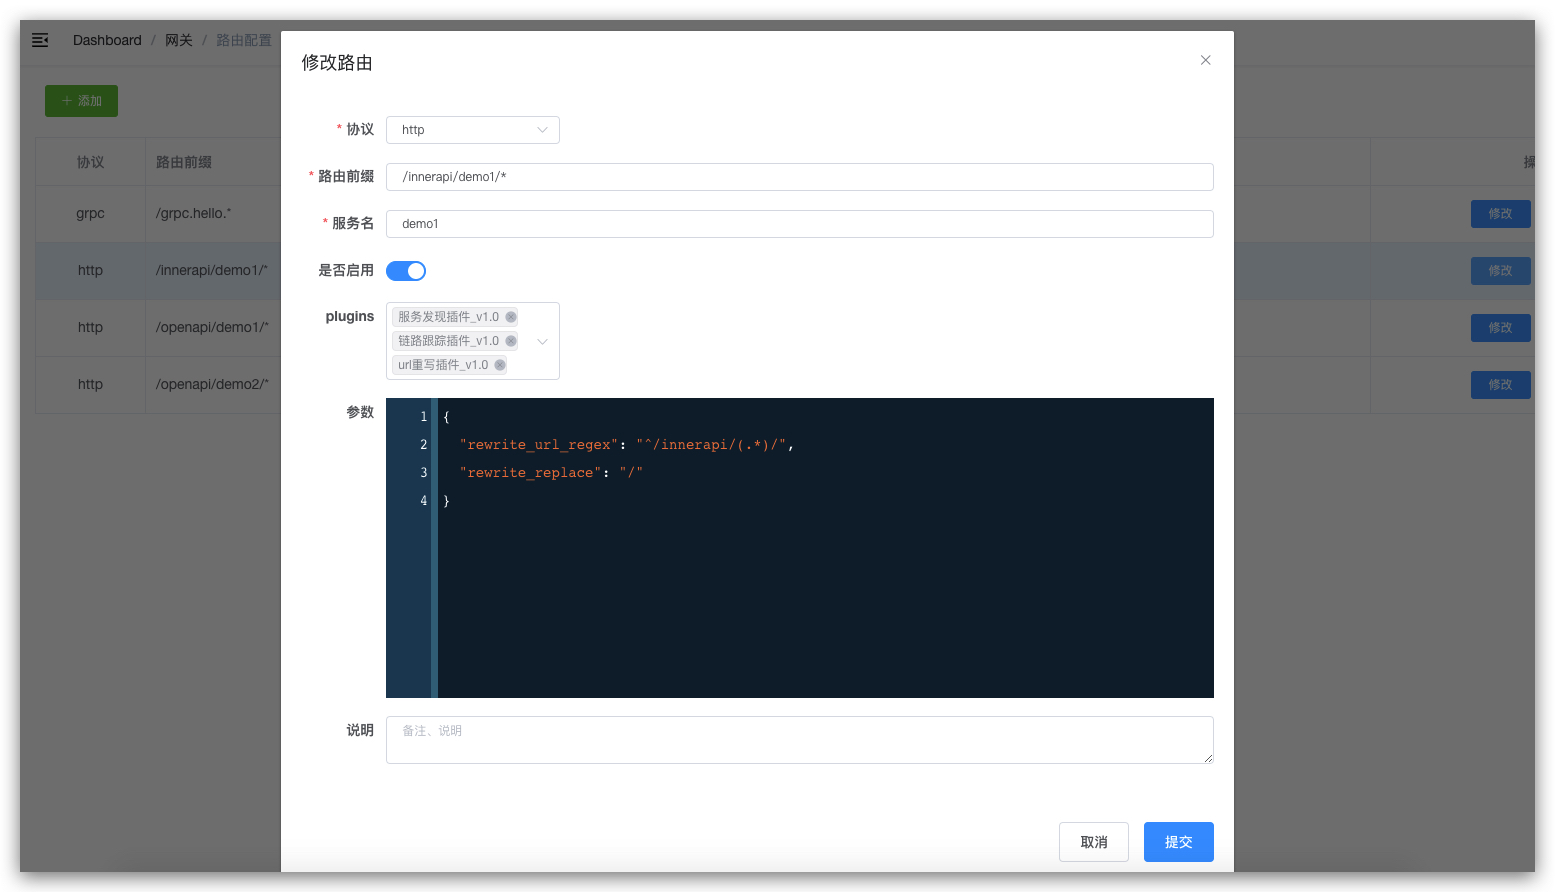 Dashboard / 网关 / 路由配置
+ 添加
协议 路由前缀
grpc /grpc.hello.* 修改
http /innerapi/demo1/* 修改
http /openapi/demo1/* 修改
http /openapi/demo2/* 修改
修改路由
* 协议 http
* 路由前缀 /innerapi/demo1/*
* 服务名 demo1
是否启用
plugins 服务发现插件_v1.0
链路跟踪插件_v1.0
url重写插件_v1.0
参数
1 {
2 "rewrite_url_regex": "^/innerapi/(.*)/",
3 "rewrite_replace": "/"
4 }
说明 备注、说明
取消 提交